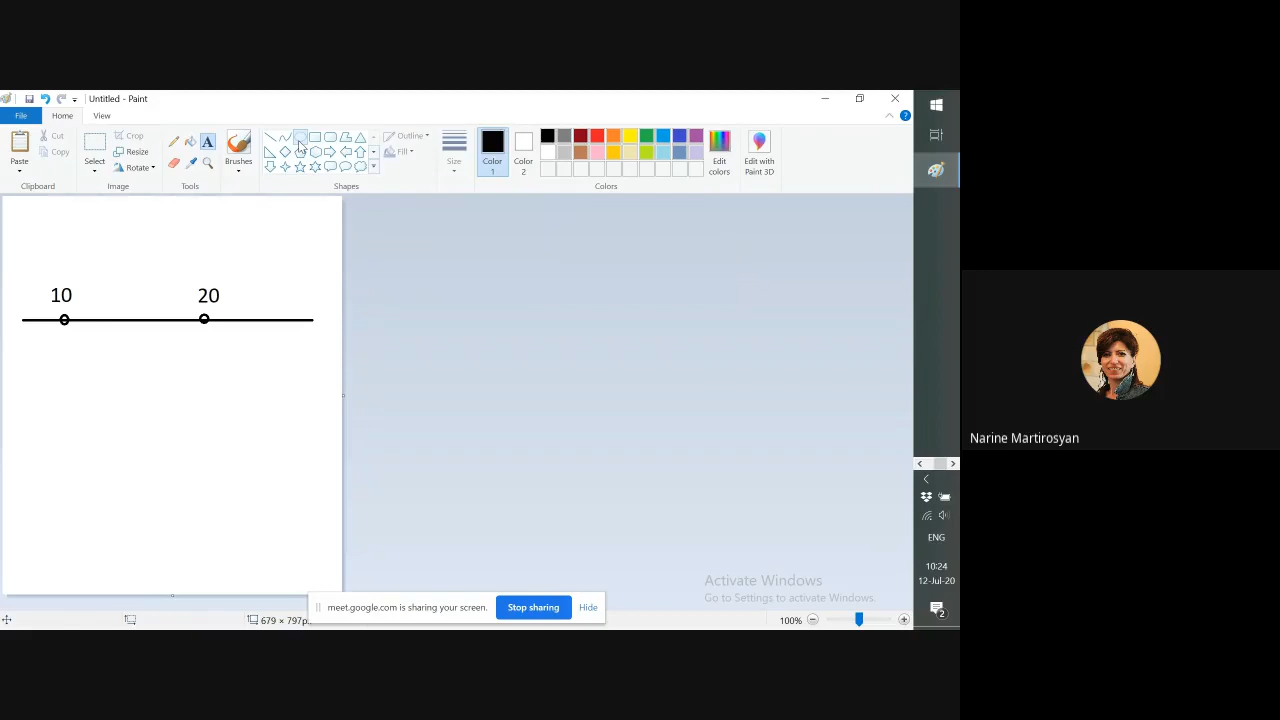 Untitled - Paint
File Home View
Paste
Cut
Copy
Clipboard
Select
Crop
Resize
Rotate
Image
A
Tools
Brushes
Shapes
Outline
Fill
Size
Color 1
Color 2
Colors
Edit colors
Edit with Paint 3D
10 20
Narine Martirosyan
ENG
10:24
12-Jul-20
2
Activate Windows
Go to Settings to activate Windows.
meet.google.com is sharing your screen. Stop sharing Hide
679 × 797p
100%